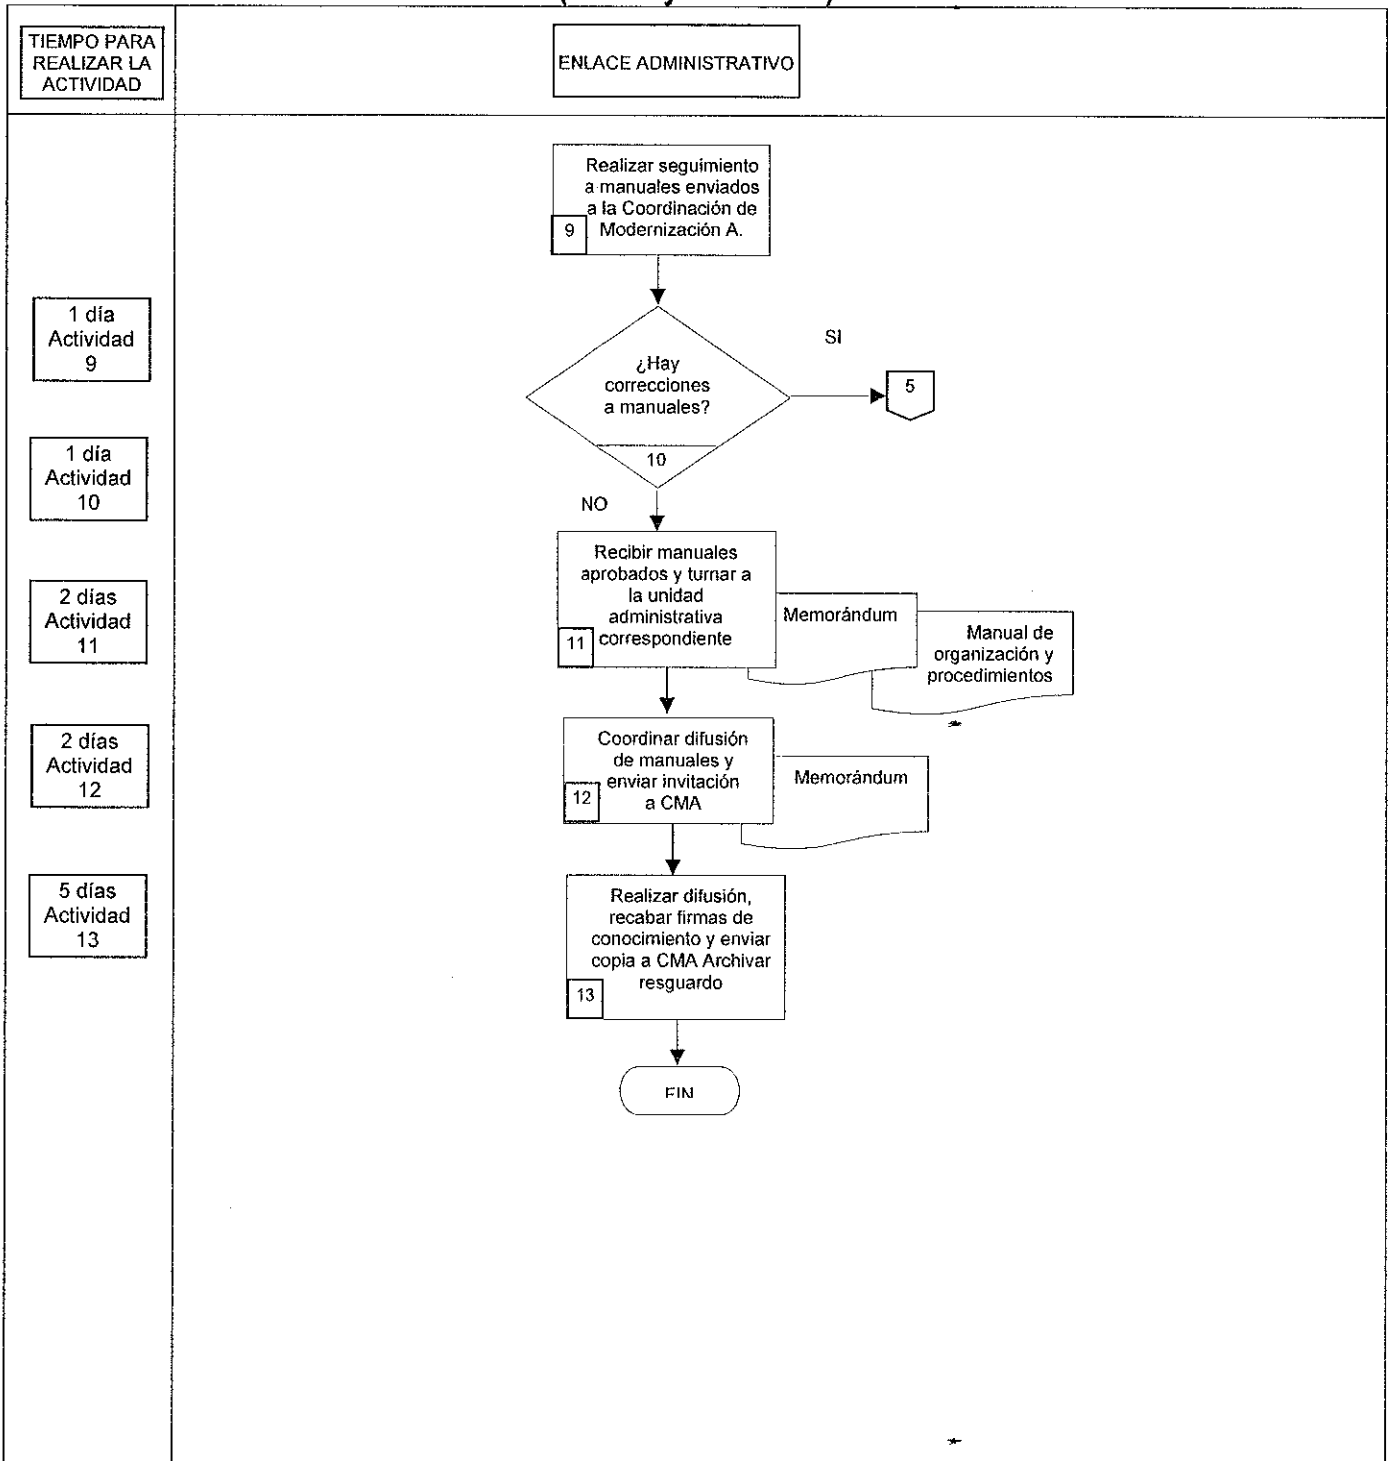 TIEMPO PARA
REALIZAR LA
ACTIVIDAD
ENLACE ADMINISTRATIVO
Realizar seguimiento
a manuales enviados
a la Coordinación de
Modernización A.
9
1 día
Actividad
9
¿Hay
correcciones
a manuales?
10
SI
5
1 día
Actividad
10
NO
Recibir manuales
aprobados y turnar a
la unidad
administrativa
correspondiente
11
Memorándum
Manual de
organización y
procedimientos
2 días
Actividad
11
2 días
Actividad
12
Coordinar difusión
de manuales y
enviar invitación
a CMA
12
Memorándum
5 días
Actividad
13
Realizar difusión,
recabar firmas de
conocimiento y enviar
copia a CMA Archivar
resguardo
13
FIN